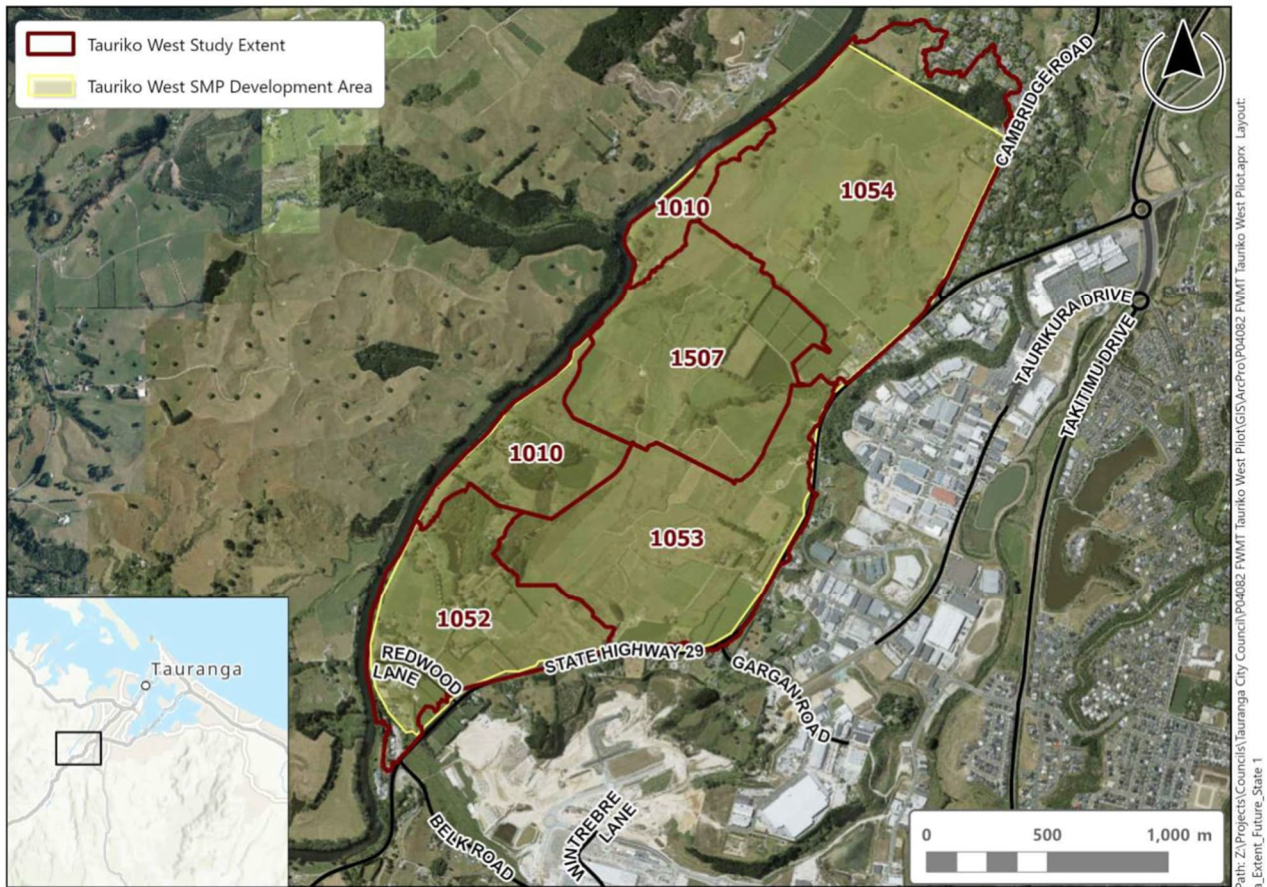 Tauriko West Study Extent
Tauriko West SMP Development Area
CAMBRIDGE ROAD
1054
1010
TAURIKURA DRIVE
1507
TAKITIMUDRIVE
1010
1053
1052
REDWOOD
LANE
STATE HIGHWAY 29
GARGAN ROAD
Tauranga
BELK ROAD
WINTREBRE
LANE
0 500 1,000 m
Path: Z:\Projects\Councils\Tauranga City Council\P04082 FWMT Tauriko West Pilot\GIS\ArcPro\P04082 FWMT Tauriko West Pilot.aprx Layout:
a_Extent_Future_State 1